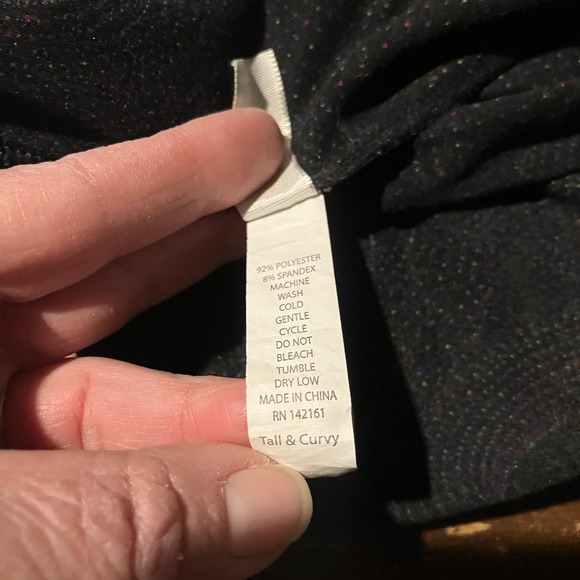 92% POLYESTER
8% SPANDEX
MACHINE
WASH
COLD
GENTLE
CYCLE
DO NOT
BLEACH
TUMBLE
DRY LOW
MADE IN CHINA
RN 142161
Tall & Curvy